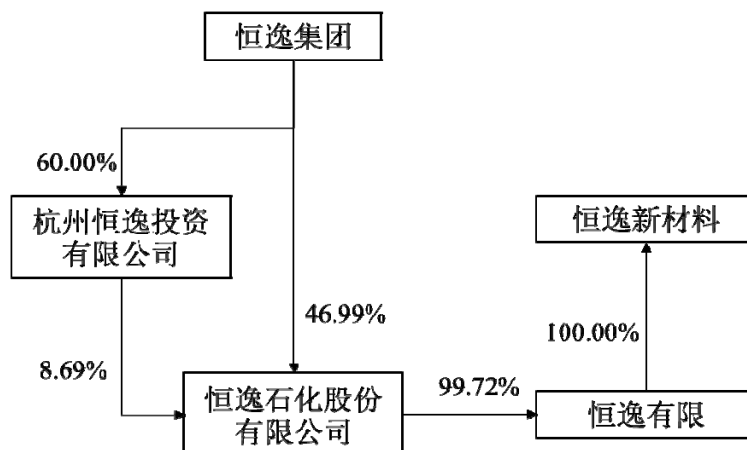 恒逸集团
60.00%
杭州恒逸投资
有限公司
恒逸新材料
46.99%
100.00%
8.69%
恒逸石化股份
有限公司
99.72%
恒逸有限